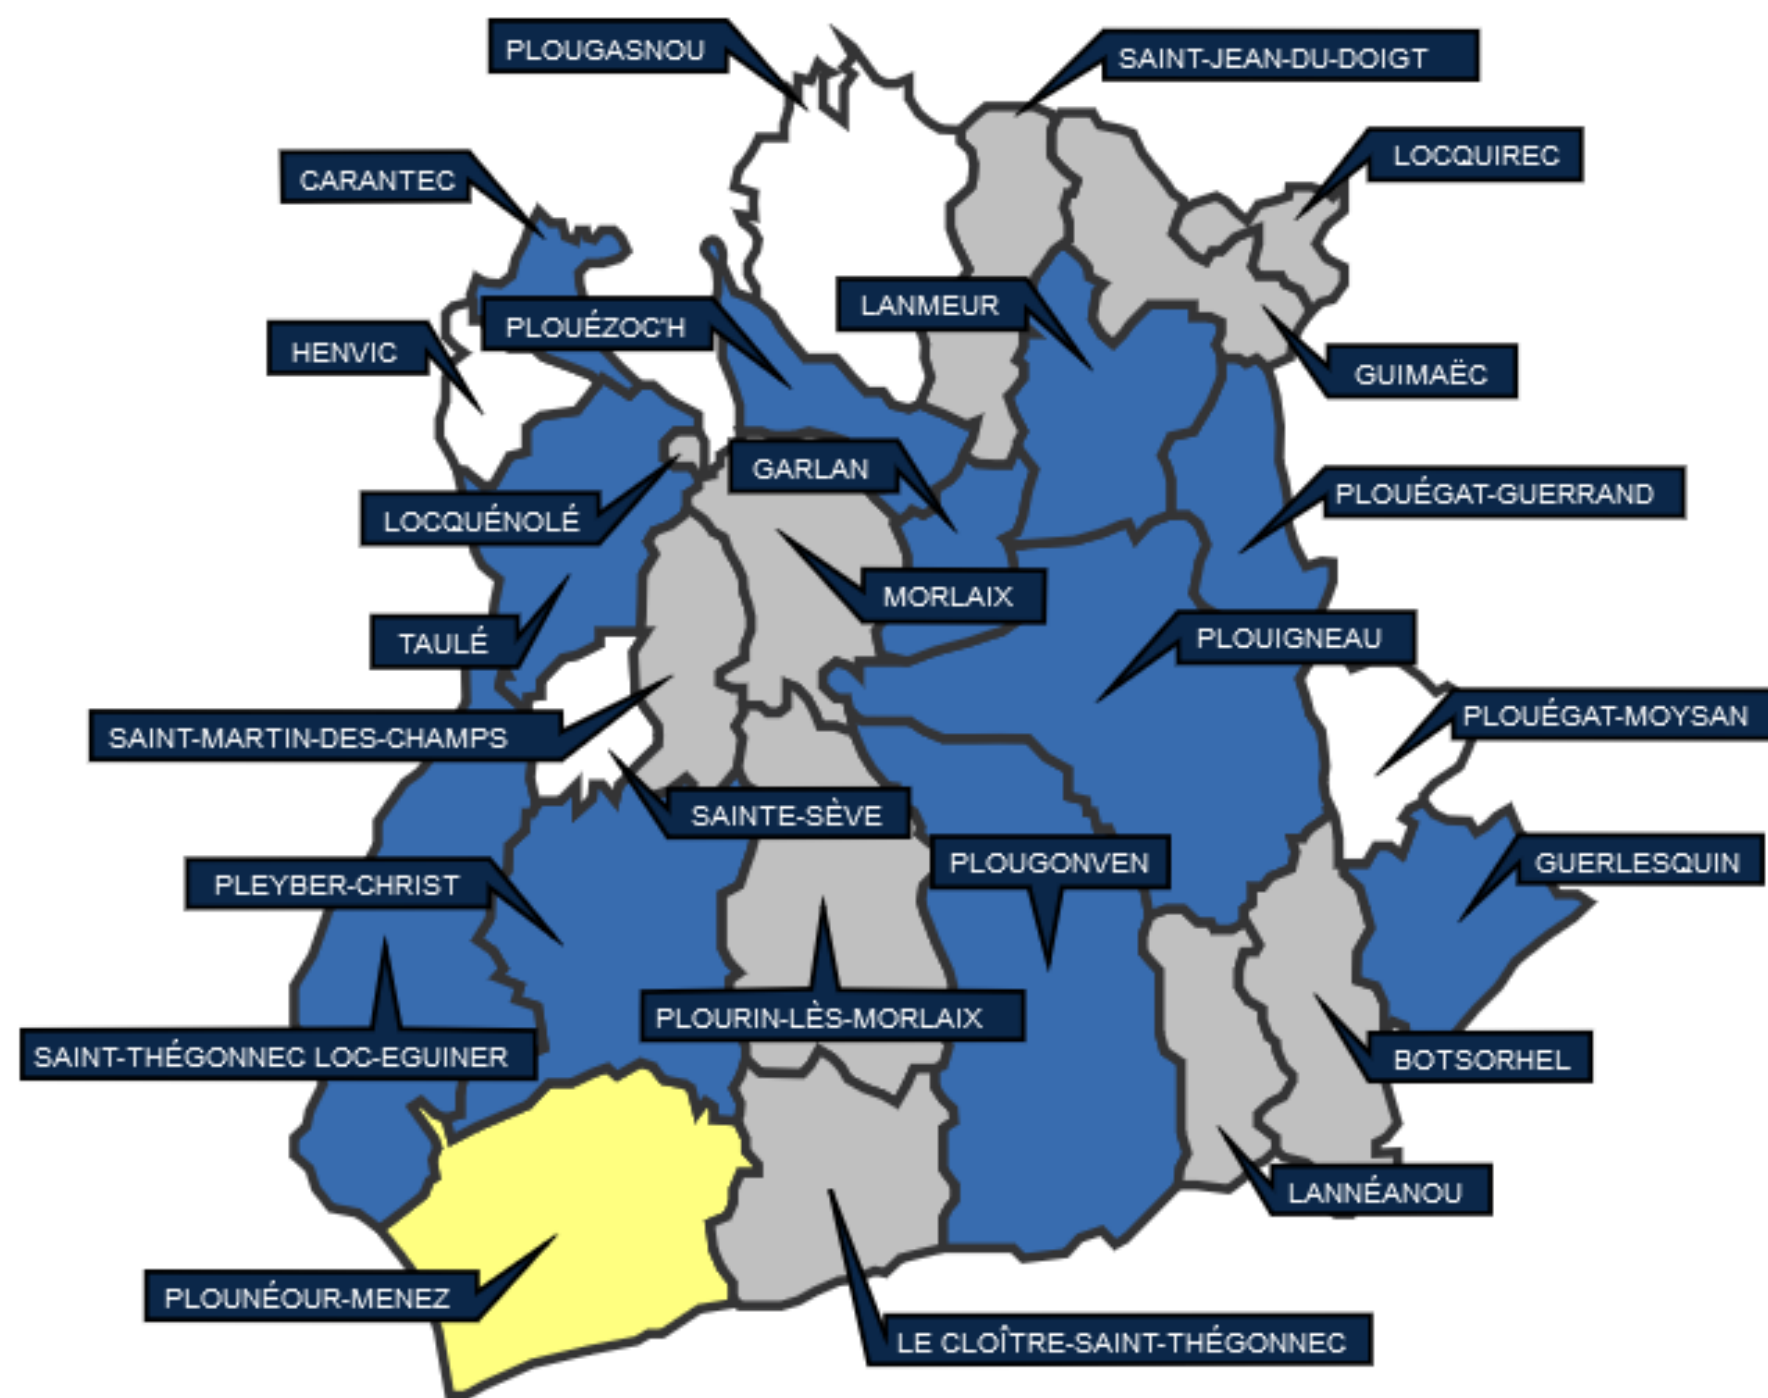 PLOUGASNOU
SAINT-JEAN-DU-DOIGT
LOCQUIREC
CARANTEC
LANMEUR
PLOUÉZOC'H
HENVIC
GUIMAËC
GARLAN
PLOUÉGAT-GUERRAND
LOCQUÉNOLÉ
MORLAIX
TAULÉ
PLOUIGNEAU
PLOUÉGAT-MOYSAN
SAINT-MARTIN-DES-CHAMPS
SAINTE-SÈVE
PLOUGONVEN
GUERLESQUIN
PLEYBER-CHRIST
PLOURIN-LÈS-MORLAIX
SAINT-THÉGONNEC LOC-EGUINER
BOTSORHEL
LANNÉANOU
PLOUNÉOUR-MENEZ
LE CLOÎTRE-SAINT-THÉGONNEC